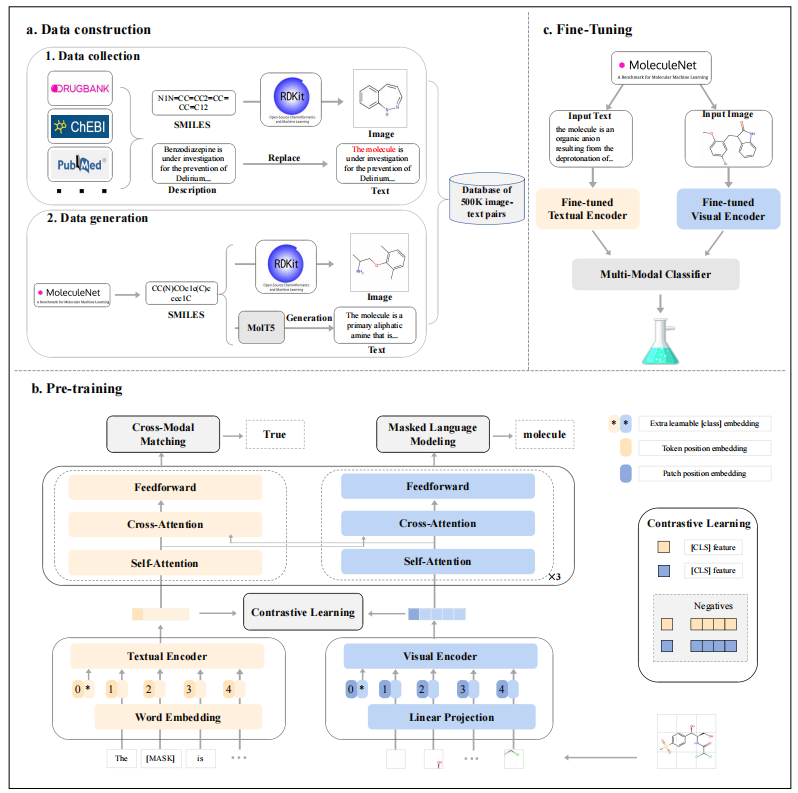 a. Data construction
1. Data collection
DRUGBANK
ChEBI
PubMed
N1N=CC=CC2=CC=
CC=C12
SMILES
RDKit
Open-Source Cheminformatics
and Machine Learning
Image
Benzodiazepine is
under investigation
for the prevention of
Delirium...
Description
Replace
The molecule is
under investigation
for the prevention of
Delirium...
Text
2. Data generation
MoleculeNet
A Benchmark for Molecular Machine Learning
CC(N)COc1c(C)c
ccc1C
SMILES
RDKit
Open-Source Cheminformatics
and Machine Learning
Image
MolT5
Generation
The molecule is a
primary aliphatic
amine that is...
Text
Database of
500K image-
text pairs
c. Fine-Tuning
MoleculeNet
A Benchmark for Molecular Machine Learning
Input Text
the molecule is an
organic anion
resulting from the
deprotonation of...
Input Image
Fine-tuned
Textual Encoder
Fine-tuned
Visual Encoder
Multi-Modal Classifier
b. Pre-training
Cross-Modal
Matching
True
Masked Language
Modeling
molecule
Feedforward
Cross-Attention
Self-Attention
Feedforward
Cross-Attention
Self-Attention
×3
Contrastive Learning
Textual Encoder
0 * 1 2 3 4
Word Embedding
The [MASK] is ...
Visual Encoder
0 * 1 2 3 4
Linear Projection
* * Extra learnable [class] embedding
Token position embedding
Patch position embedding
Contrastive Learning
[CLS] feature
[CLS] feature
Negatives